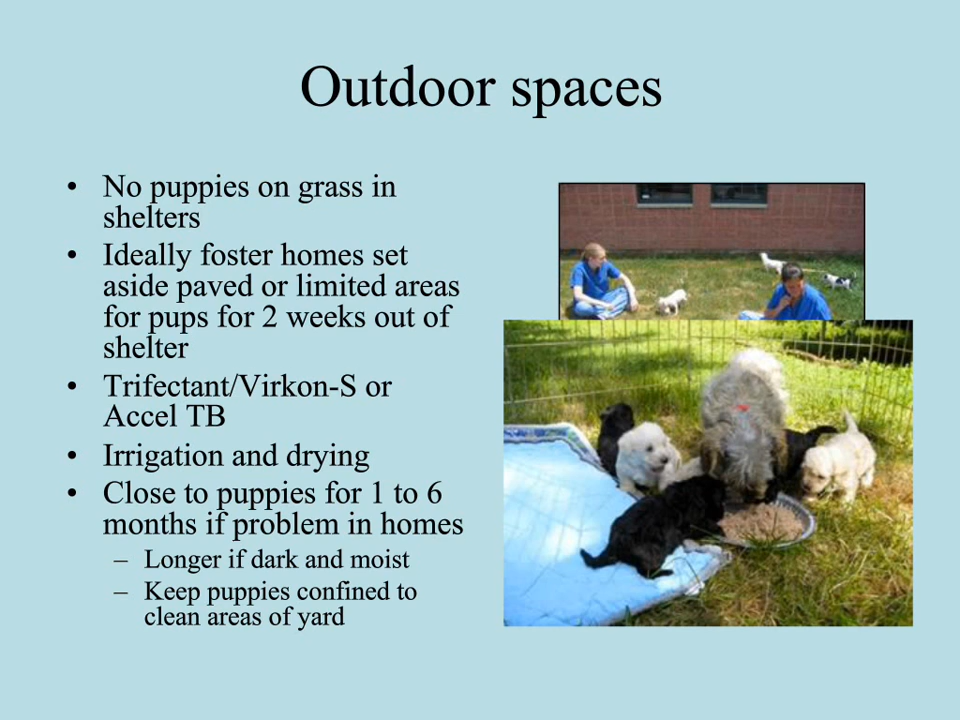 Outdoor spaces
• No puppies on grass in
shelters
• Ideally foster homes set
aside paved or limited areas
for pups for 2 weeks out of
shelter
• Trifectant/Virkon-S or
Accel TB
• Irrigation and drying
• Close to puppies for 1 to 6
months if problem in homes
– Longer if dark and moist
– Keep puppies confined to
clean areas of yard